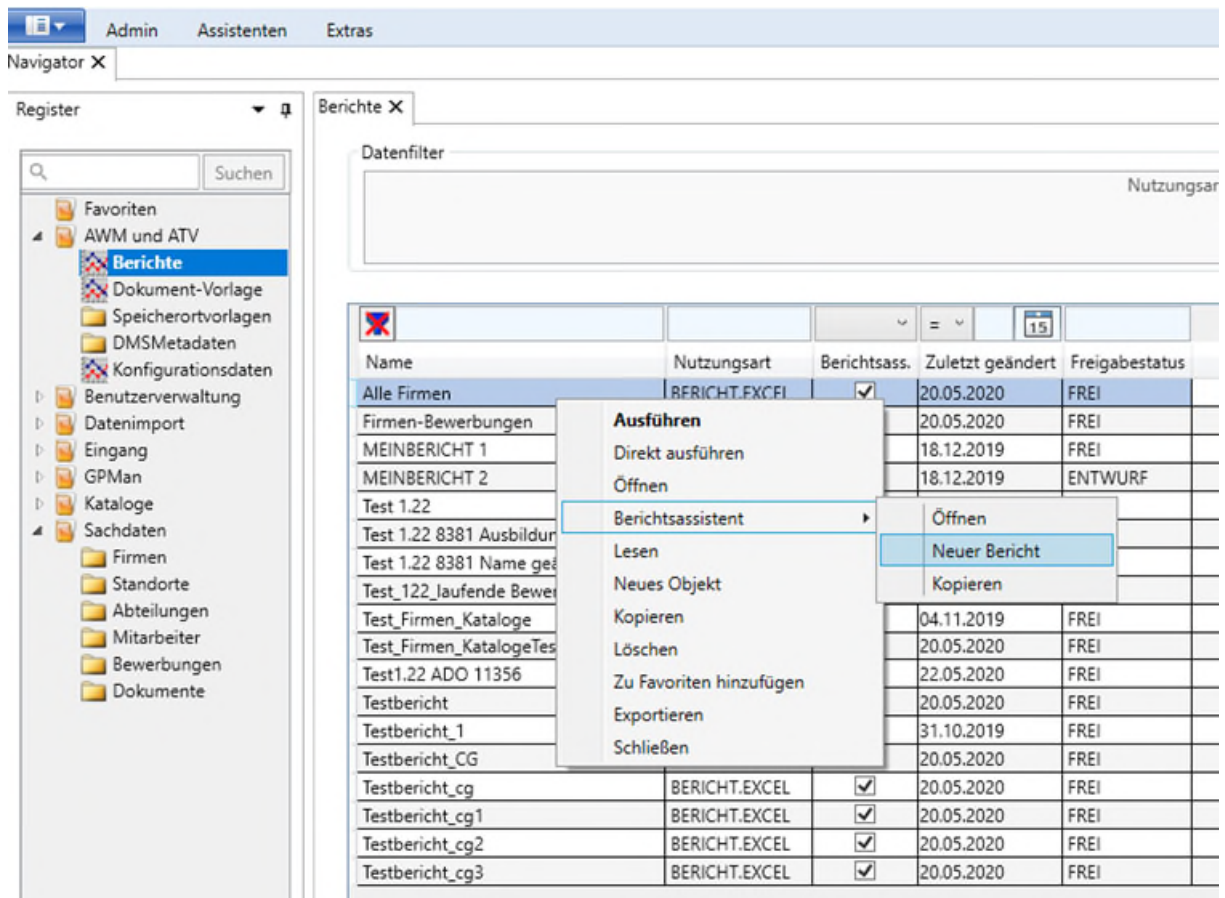 Admin Assistenten Extras
Navigator X
Register
Berichte X
Suchen
Favoriten
AWM und ATV
Berichte
Dokument-Vorlage
Speicherortvorlagen
DMSMetadaten
Konfigurationsdaten
Benutzerverwaltung
Datenimport
Eingang
GPMan
Kataloge
Sachdaten
Firmen
Standorte
Abteilungen
Mitarbeiter
Bewerbungen
Dokumente
Datenfilter
Nutzungsar
= 15
Name Nutzungsart Berichtsass. Zuletzt geändert Freigabestatus
Alle Firmen BERICHT.EXCEL 20.05.2020 FREI
Firmen-Bewerbungen 20.05.2020 FREI
MEINBERICHT 1 18.12.2019 FREI
MEINBERICHT 2 18.12.2019 ENTWURF
Test 1.22
Test 1.22 8381 Ausbildun
Test 1.22 8381 Name geä
Test_122_laufende Bewer
Test_Firmen_Kataloge 04.11.2019 FREI
Test_Firmen_KatalogeTes 20.05.2020 FREI
Test1.22 ADO 11356 22.05.2020 FREI
Testbericht 20.05.2020 FREI
Testbericht_1 31.10.2019 FREI
Testbericht_CG 20.05.2020 FREI
Testbericht_cg BERICHT.EXCEL 20.05.2020 FREI
Testbericht_cg1 BERICHT.EXCEL 20.05.2020 FREI
Testbericht_cg2 BERICHT.EXCEL 20.05.2020 FREI
Testbericht_cg3 BERICHT.EXCEL 20.05.2020 FREI
Ausführen
Direkt ausführen
Öffnen
Berichtsassistent
Lesen
Neues Objekt
Kopieren
Löschen
Zu Favoriten hinzufügen
Exportieren
Schließen
Öffnen
Neuer Bericht
Kopieren